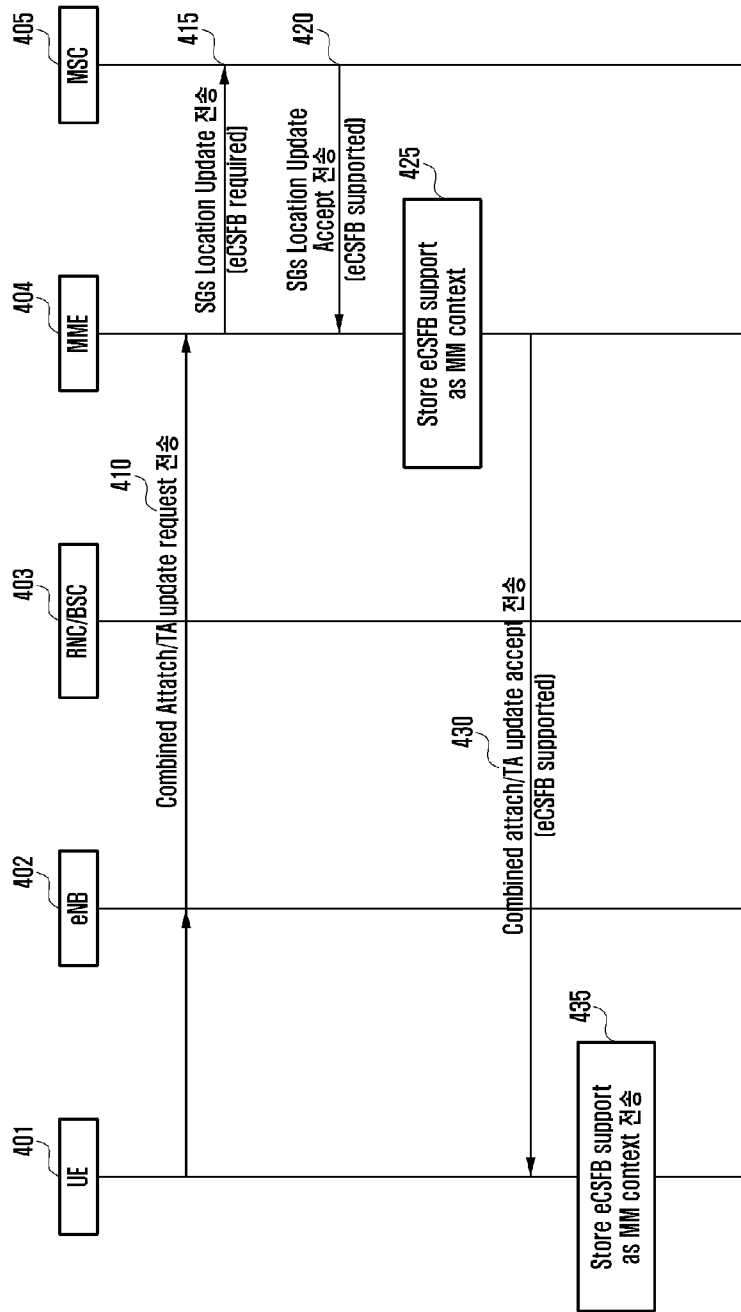 401
402
403
404
405
UE
eNB
RNC/BSC
MME
MSC
Combined Attatch/TA update request 전송
410
SGs Location Update 전송
(eCSFB required)
415
SGs Location Update
Accept 전송
(eCSFB supported)
420
Store eCSFB support
as MM context
425
430
Combined attach/TA update accept 전송
(eCSFB supported)
435
Store eCSFB support
as MM context 전송